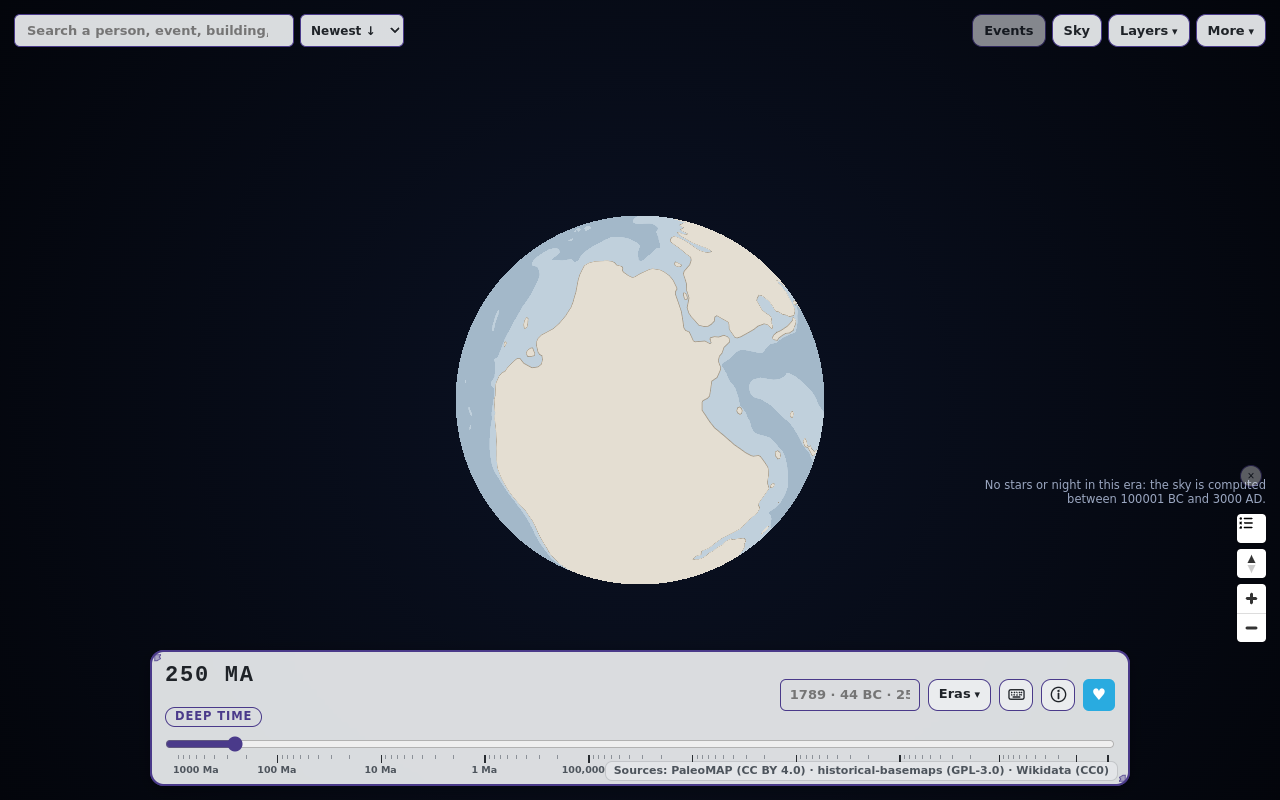 Search a person, event, building,
Newest ↓
Events
Sky
Layers ▾
More ▾
No stars or night in this era: the sky is computed
between 100001 BC and 3000 AD.
250 MA
DEEP TIME
1789 · 44 BC · 25
Eras ▾
1000 Ma
100 Ma
10 Ma
1 Ma
100,000
Sources: PaleoMAP (CC BY 4.0) · historical-basemaps (GPL-3.0) · Wikidata (CC0)